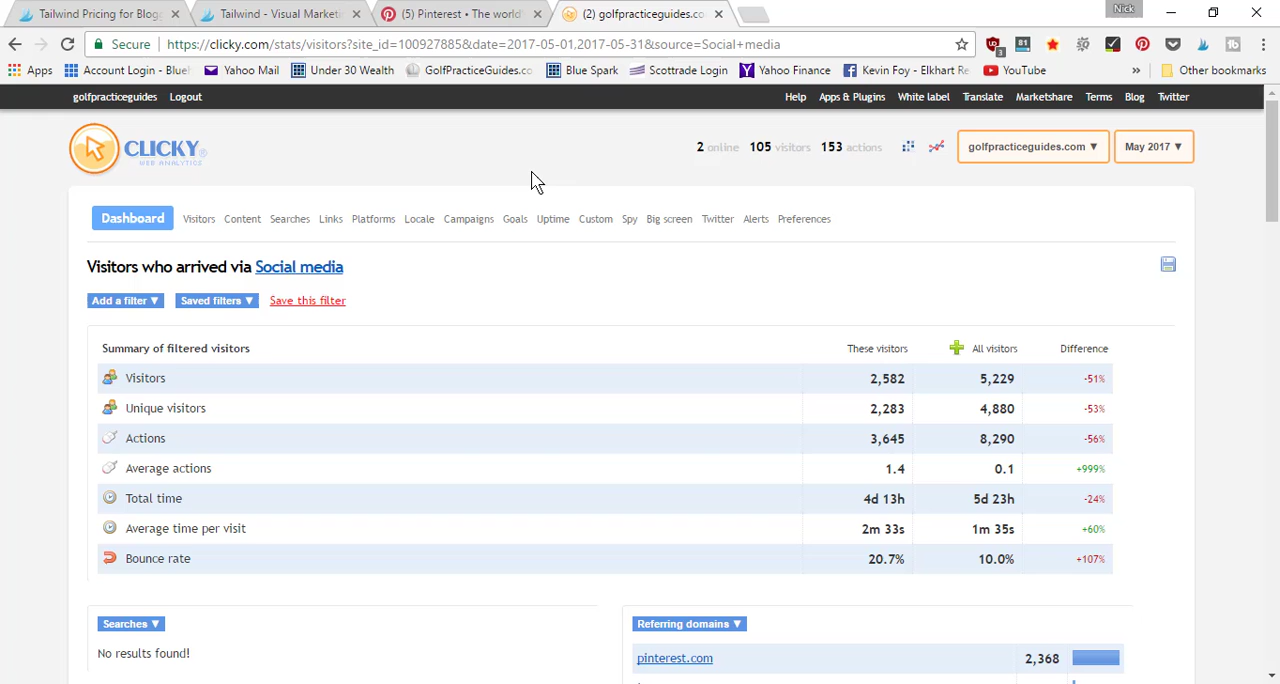 Tailwind Pricing for Blog
Tailwind - Visual Market
(5) Pinterest • The world'
(2) golfpracticeguides.co
Nick
Secure
https://clicky.com/stats/visitors?site_id=100927885&date=2017-05-01,2017-05-31&source=Social+media
3
81
Apps
Account Login - Blue
Yahoo Mail
Under 30 Wealth
GolfPracticeGuides.co
Blue Spark
Scottrade Login
Yahoo Finance
Kevin Foy - Elkhart Re
YouTube
»
Other bookmarks
golfpracticeguides
Logout
Help
Apps & Plugins
White label
Translate
Marketshare
Terms
Blog
Twitter
CLICKY®
WEB ANALYTICS
2 online
105 visitors
153 actions
golfpracticeguides.com ▼
May 2017 ▼
Dashboard
Visitors
Content
Searches
Links
Platforms
Locale
Campaigns
Goals
Uptime
Custom
Spy
Big screen
Twitter
Alerts
Preferences
Visitors who arrived via Social media
Add a filter ▼
Saved filters ▼
Save this filter
Summary of filtered visitors
These visitors
All visitors
Difference
Visitors 2,582 5,229 -51%
Unique visitors 2,283 4,880 -53%
Actions 3,645 8,290 -56%
Average actions 1.4 0.1 +999%
Total time 4d 13h 5d 23h -24%
Average time per visit 2m 33s 1m 35s +60%
Bounce rate 20.7% 10.0% +107%
Searches ▼
No results found!
Referring domains ▼
pinterest.com 2,368